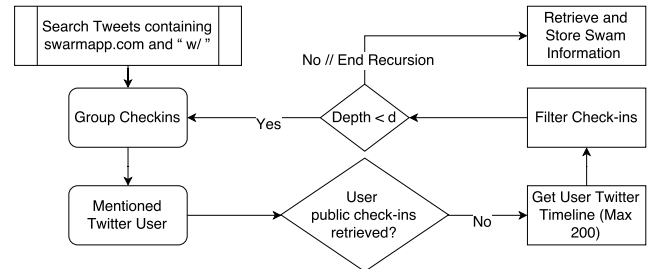 Search Tweets containing
swarmapp.com and “ w/ ”
Retrieve and
Store Swam
Information
No // End Recursion
Group Checkins
Yes
Depth < d
Filter Check-ins
Mentioned
Twitter User
User
public check-ins
retrieved?
No
Get User Twitter
Timeline (Max
200)